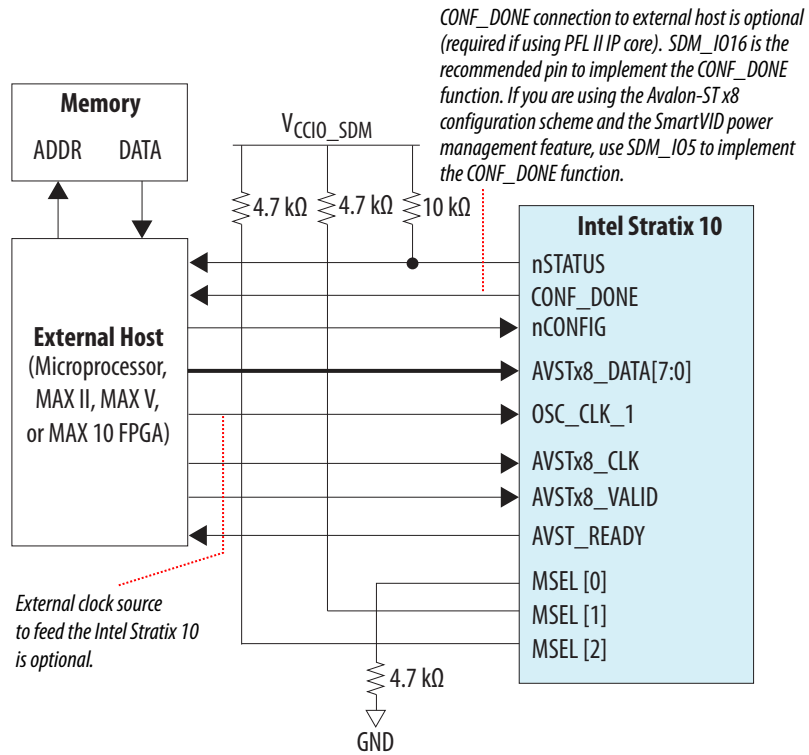 CONF_DONE connection to external host is optional
(required if using PFL II IP core). SDM_IO16 is the
recommended pin to implement the CONF_DONE
function. If you are using the Avalon-ST x8
configuration scheme and the SmartVID power
management feature, use SDM_IO5 to implement
the CONF_DONE function.
Memory
ADDR DATA
VCCIO_SDM
4.7 kΩ 4.7 kΩ 10 kΩ
Intel Stratix 10
nSTATUS
CONF_DONE
nCONFIG
AVSTx8_DATA[7:0]
OSC_CLK_1
AVSTx8_CLK
AVSTx8_VALID
AVST_READY
MSEL [0]
MSEL [1]
MSEL [2]
External Host
(Microprocessor,
MAX II, MAX V,
or MAX 10 FPGA)
External clock source
to feed the Intel Stratix 10
is optional.
4.7 kΩ
GND